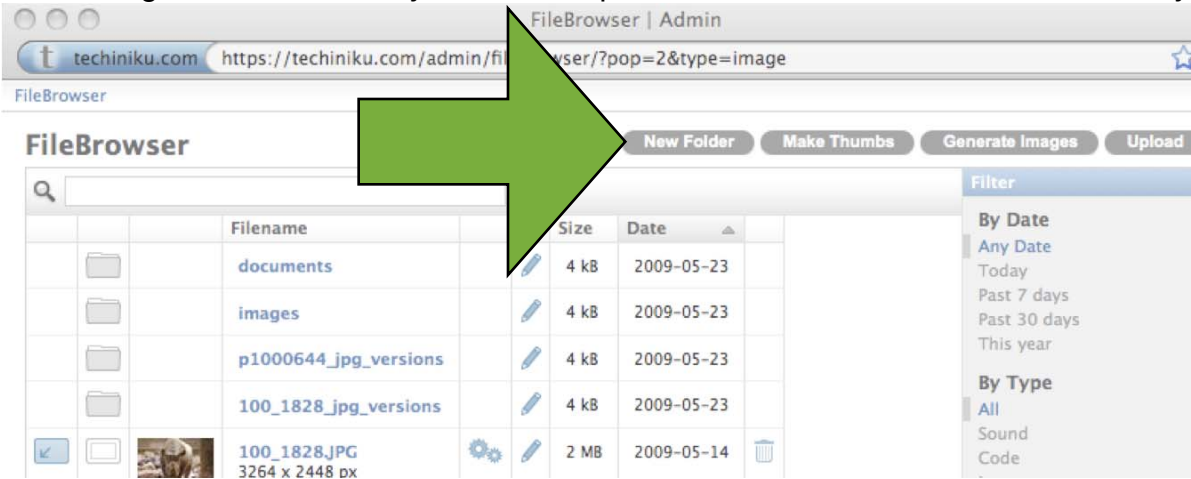 FileBrowser | Admin
techiniku.com https://techiniku.com/admin/fil wser/?pop=2&type=image
FileBrowser
FileBrowser New Folder Make Thumbs Generate Images Upload
Filter
Filename Size Date
By Date
Any Date
documents 4 kB 2009-05-23
Today
Past 7 days
images 4 kB 2009-05-23
Past 30 days
This year
p1000644_jpg_versions 4 kB 2009-05-23
By Type
100_1828_jpg_versions 4 kB 2009-05-23
All
Sound
100_1828.JPG 2 MB 2009-05-14
Code
3264 x 2448 px